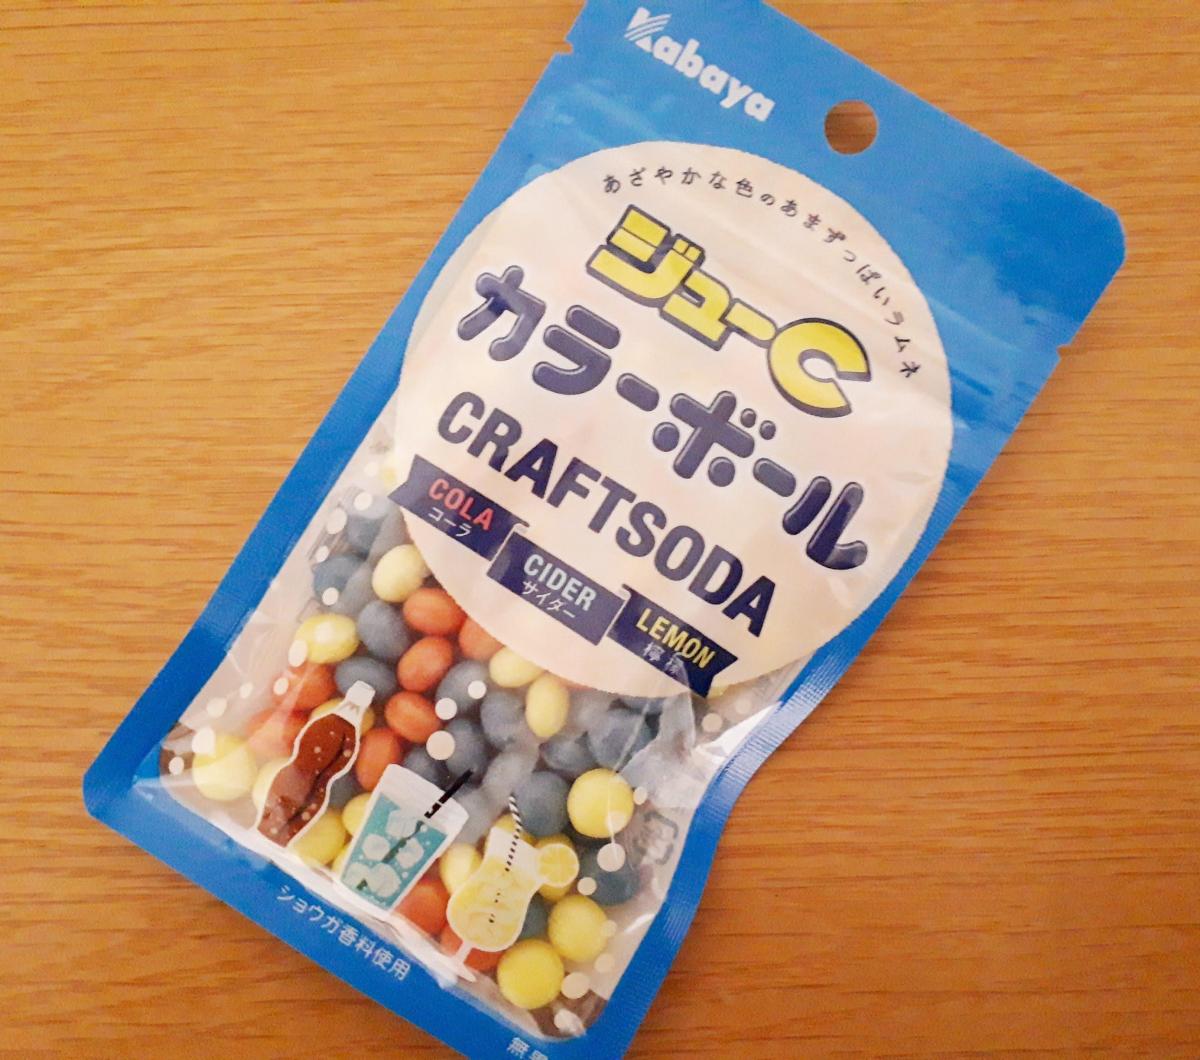 Kabaya
あざやかな色のあまずっぱいラムネ
ジューC
カラーボール
CRAFTSODA
COLA
コーラ
CIDER
サイダー
LEMON
檸檬
ショウガ香料使用